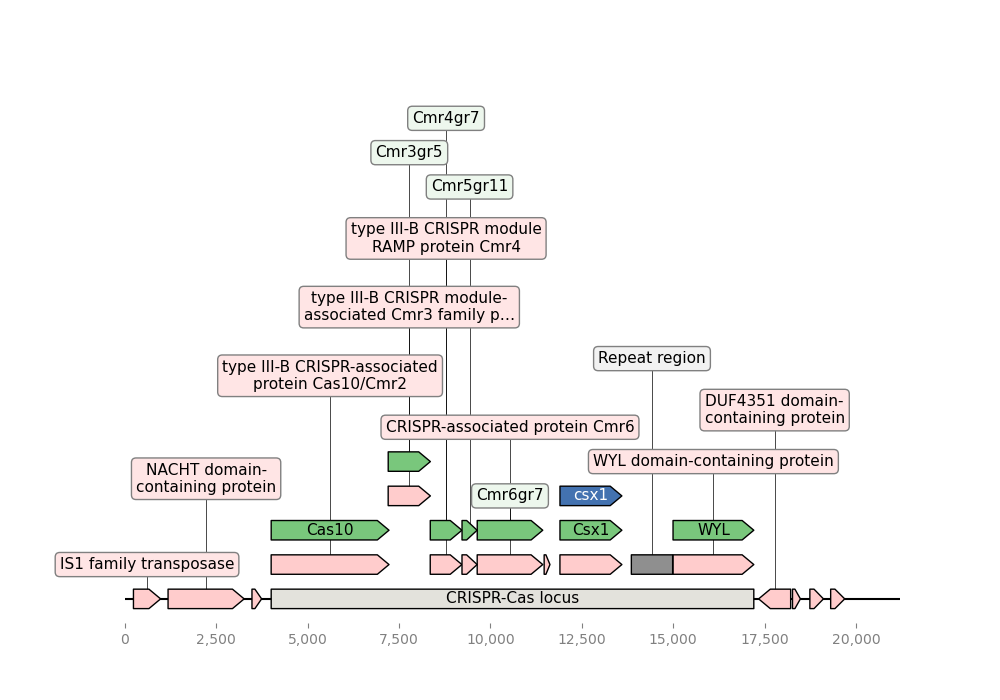 Cmr4gr7
Cmr3gr5
Cmr5gr11
type III-B CRISPR module
RAMP protein Cmr4
type III-B CRISPR module-
associated Cmr3 family p…
Repeat region
type III-B CRISPR-associated
protein Cas10/Cmr2
DUF4351 domain-
containing protein
CRISPR-associated protein Cmr6
WYL domain-containing protein
NACHT domain-
containing protein
Cmr6gr7
csx1
Cas10
Csx1
WYL
IS1 family transposase
CRISPR-Cas locus
0 2,500 5,000 7,500 10,000 12,500 15,000 17,500 20,000